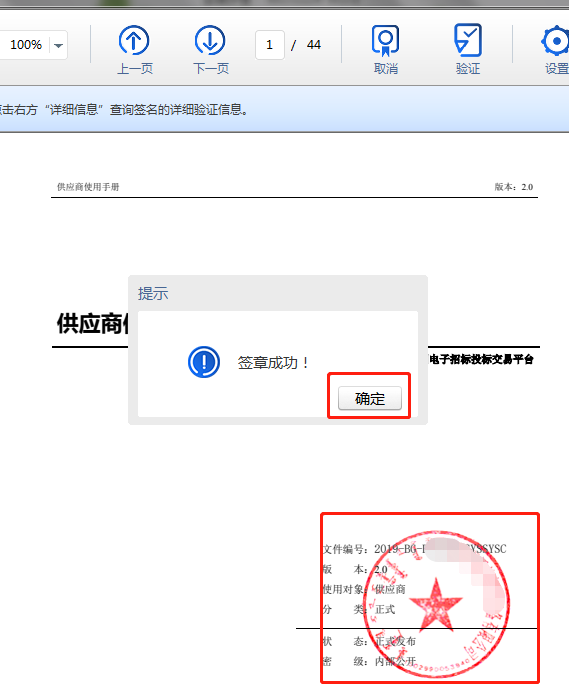 100% 上一页 下一页 1 / 44 取消 验证 设置
击右方“详细信息”查询签名的详细验证信息。
供应商使用手册 版本：2.0
提示
供应商
电子招标投标交易平台
签章成功！
确定
文件编号：2019-BG-
版 本：2.0
使用对象：供应商
分 类：正式
状 态：正式发布
密 级：内部公开